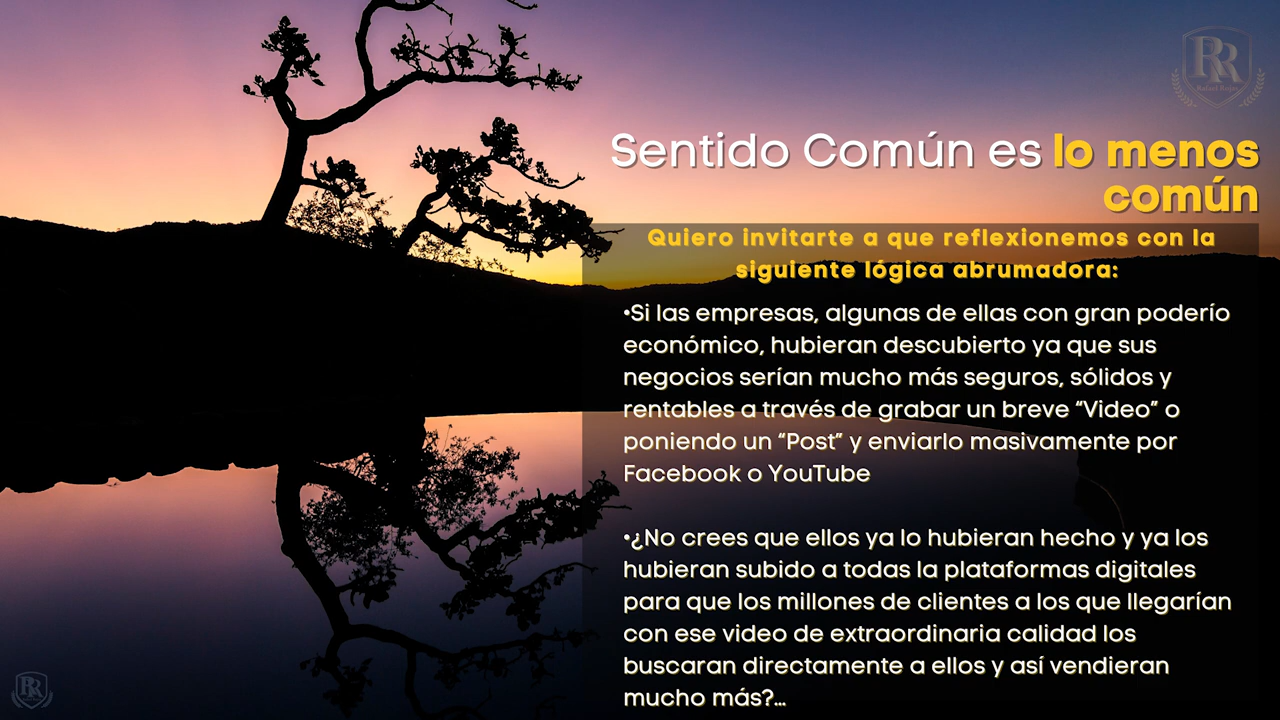 RR
Rafael Rojas
Sentido Común es lo menos
común
Quiero invitarte a que reflexionemos con la
siguiente lógica abrumadora:
•Si las empresas, algunas de ellas con gran poderío
económico, hubieran descubierto ya que sus
negocios serían mucho más seguros, sólidos y
rentables a través de grabar un breve “Video” o
poniendo un “Post” y enviarlo masivamente por
Facebook o YouTube
•¿No crees que ellos ya lo hubieran hecho y ya los
hubieran subido a todas la plataformas digitales
para que los millones de clientes a los que llegarían
con ese video de extraordinaria calidad los
buscaran directamente a ellos y así vendieran
mucho más?...
RR